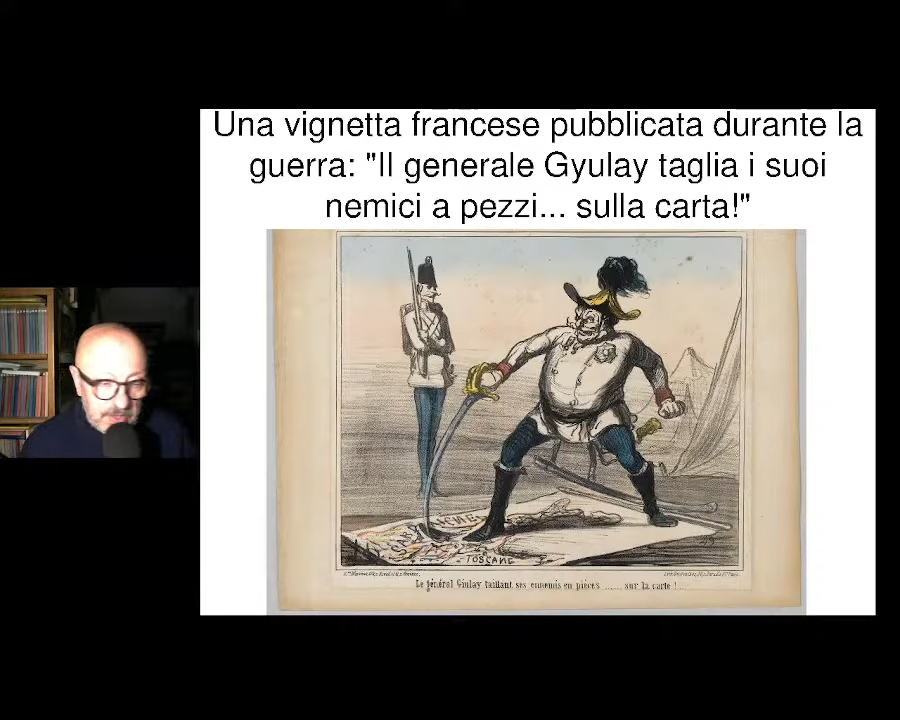 Una vignetta francese pubblicata durante la
guerra: "Il generale Gyulay taglia i suoi
nemici a pezzi... sulla carta!"
TOSCANE
Le général Giulay taillant ses ennemis en pièces ...... sur la carte !